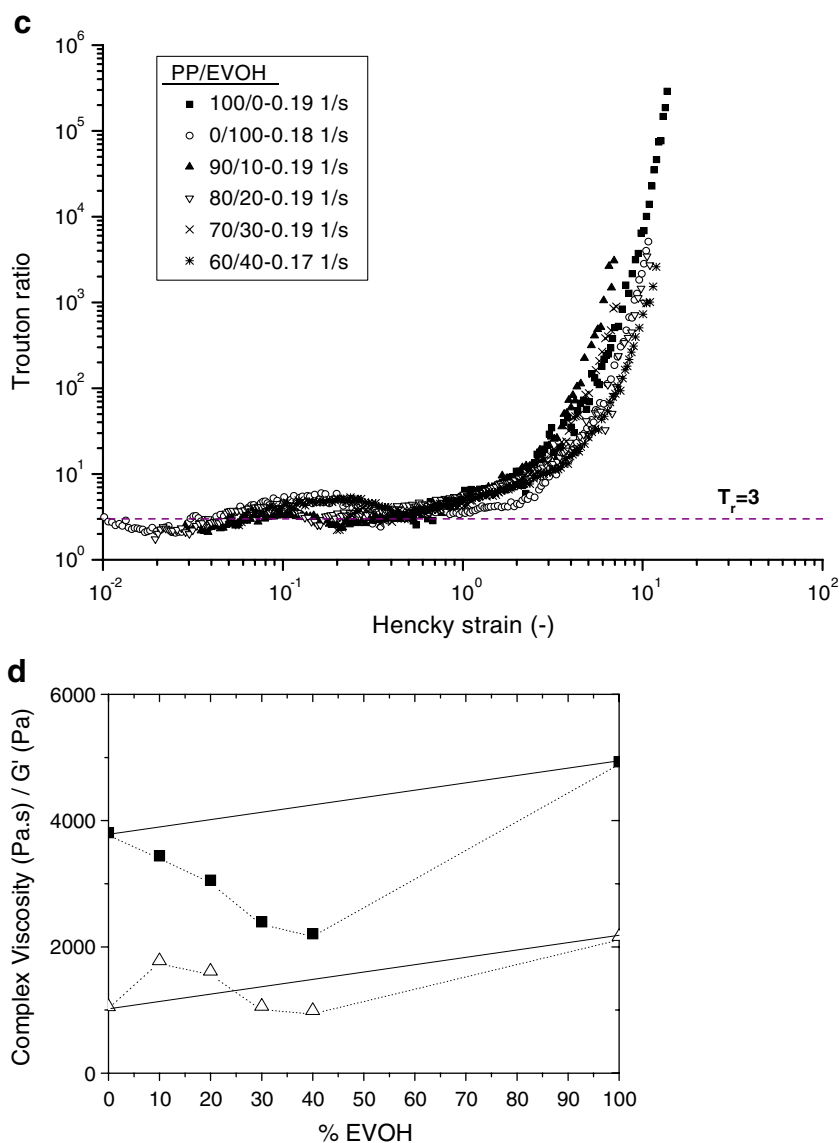 c
10^6
10^5
10^4
10^3
10^2
10^1
10^0
Trouton ratio
PP/EVOH
100/0-0.19 1/s
0/100-0.18 1/s
90/10-0.19 1/s
80/20-0.19 1/s
70/30-0.19 1/s
60/40-0.17 1/s
T_r=3
10^-2 10^-1 10^0 10^1 10^2
Hencky strain (-)
d
6000
4000
2000
0
Complex Viscosity (Pa.s) / G' (Pa)
0 10 20 30 40 50 60 70 80 90 100
% EVOH